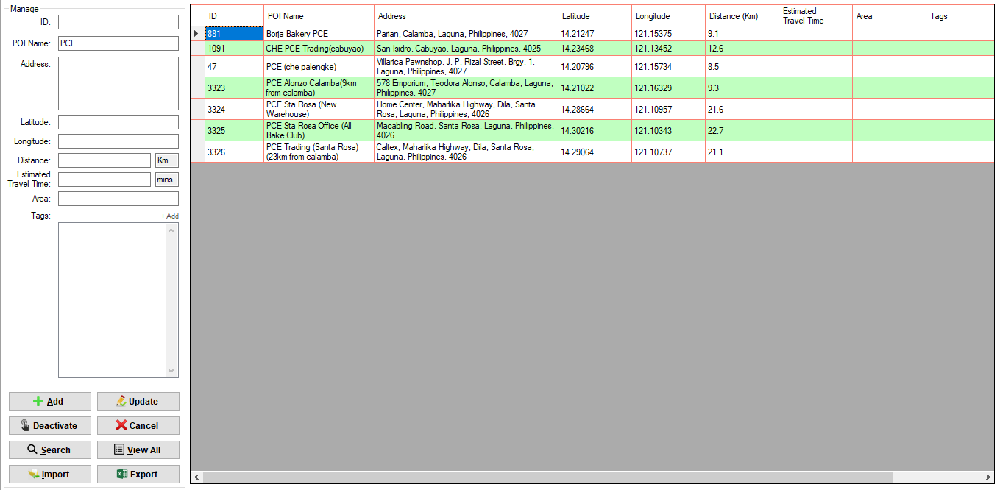 Manage
ID:
POI Name: PCE
Address:
Latitude:
Longitude:
Distance: Km
Estimated
Travel Time: mins
Area:
Tags: + Add
Add Update
Deactivate Cancel
Search View All
Import Export
ID POI Name Address Latitude Longitude Distance (Km) Estimated Travel Time Area Tags
881 Borja Bakery PCE Parian, Calamba, Laguna, Philippines, 4027 14.21247 121.15375 9.1
1091 CHE PCE Trading(cabuyao) San Isidro, Cabuyao, Laguna, Philippines, 4025 14.23468 121.13452 12.6
47 PCE (che palengke) Villarica Pawnshop, J. P. Rizal Street, Brgy. 1, Laguna, Philippines, 4027 14.20796 121.15734 8.5
3323 PCE Alonzo Calamba(9km from calamba) 578 Emporium, Teodora Alonso, Calamba, Laguna, Philippines, 4027 14.21022 121.16329 9.3
3324 PCE Sta Rosa (New Warehouse) Home Center, Maharlika Highway, Dila, Santa Rosa, Laguna, Philippines, 4026 14.28664 121.10957 21.6
3325 PCE Sta Rosa Office (All Bake Club) Macabling Road, Santa Rosa, Laguna, Philippines, 4026 14.30216 121.10343 22.7
3326 PCE Trading (Santa Rosa) (23km from calamba) Caltex, Maharlika Highway, Dila, Santa Rosa, Laguna, Philippines, 4026 14.29064 121.10737 21.1